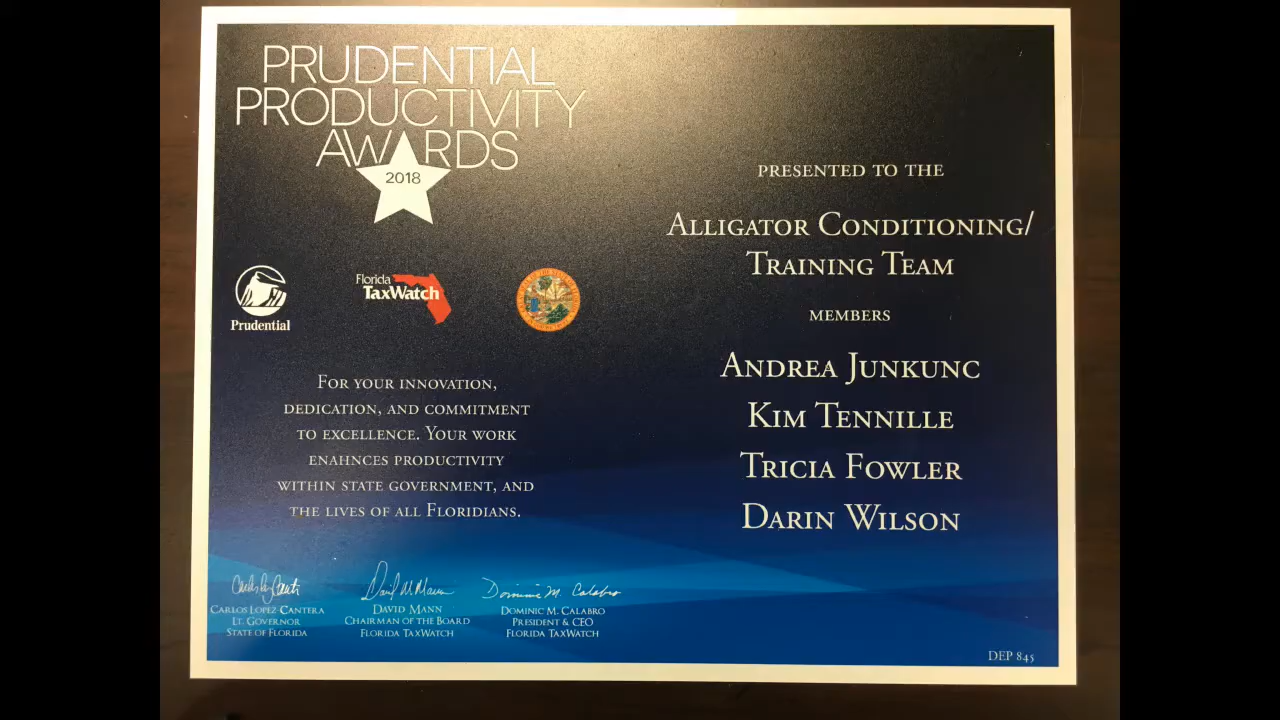 PRUDENTIAL
PRODUCTIVITY
AWARDS
2018
Prudential
Florida
TaxWatch
FOR YOUR INNOVATION,
DEDICATION, AND COMMITMENT
TO EXCELLENCE. YOUR WORK
ENAHNCES PRODUCTIVITY
WITHIN STATE GOVERNMENT, AND
THE LIVES OF ALL FLORIDIANS.
CARLOS LOPEZ-CANTERA
LT. GOVERNOR
STATE OF FLORIDA
DAVID MANN
CHAIRMAN OF THE BOARD
FLORIDA TAXWATCH
Dominic M. Calabro
DOMINIC M. CALABRO
PRESIDENT & CEO
FLORIDA TAXWATCH
PRESENTED TO THE
ALLIGATOR CONDITIONING/
TRAINING TEAM
MEMBERS
ANDREA JUNKUNC
KIM TENNILLE
TRICIA FOWLER
DARIN WILSON
DEP 845